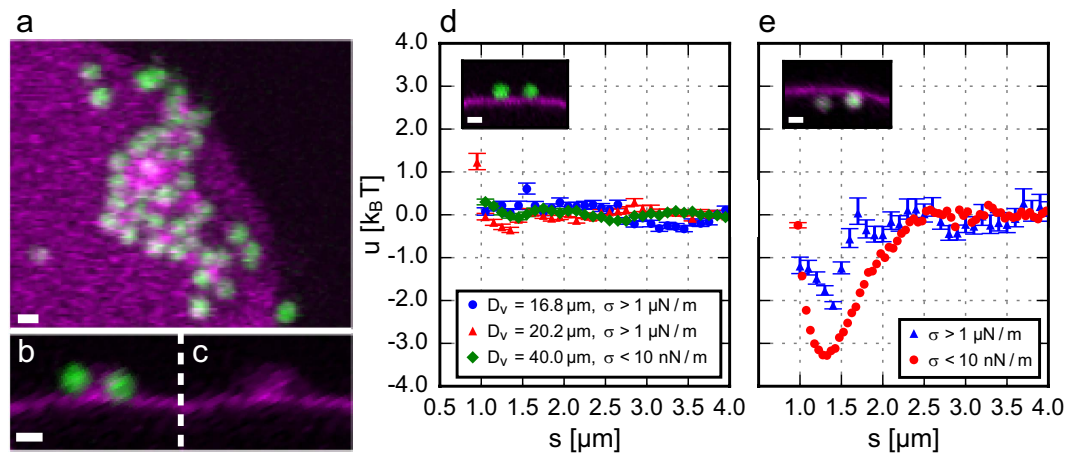 a
b
c
d
4.0
3.0
2.0
1.0
0.0
-1.0
-2.0
-3.0
-4.0
u [k_BT]
D_v = 16.8 µm, σ > 1 µN / m
D_v = 20.2 µm, σ > 1 µN / m
D_v = 40.0 µm, σ < 10 nN / m
0.5 1.0 1.5 2.0 2.5 3.0 3.5 4.0
s [µm]
e
σ > 1 µN / m
σ < 10 nN / m
1.0 1.5 2.0 2.5 3.0 3.5 4.0
s [µm]